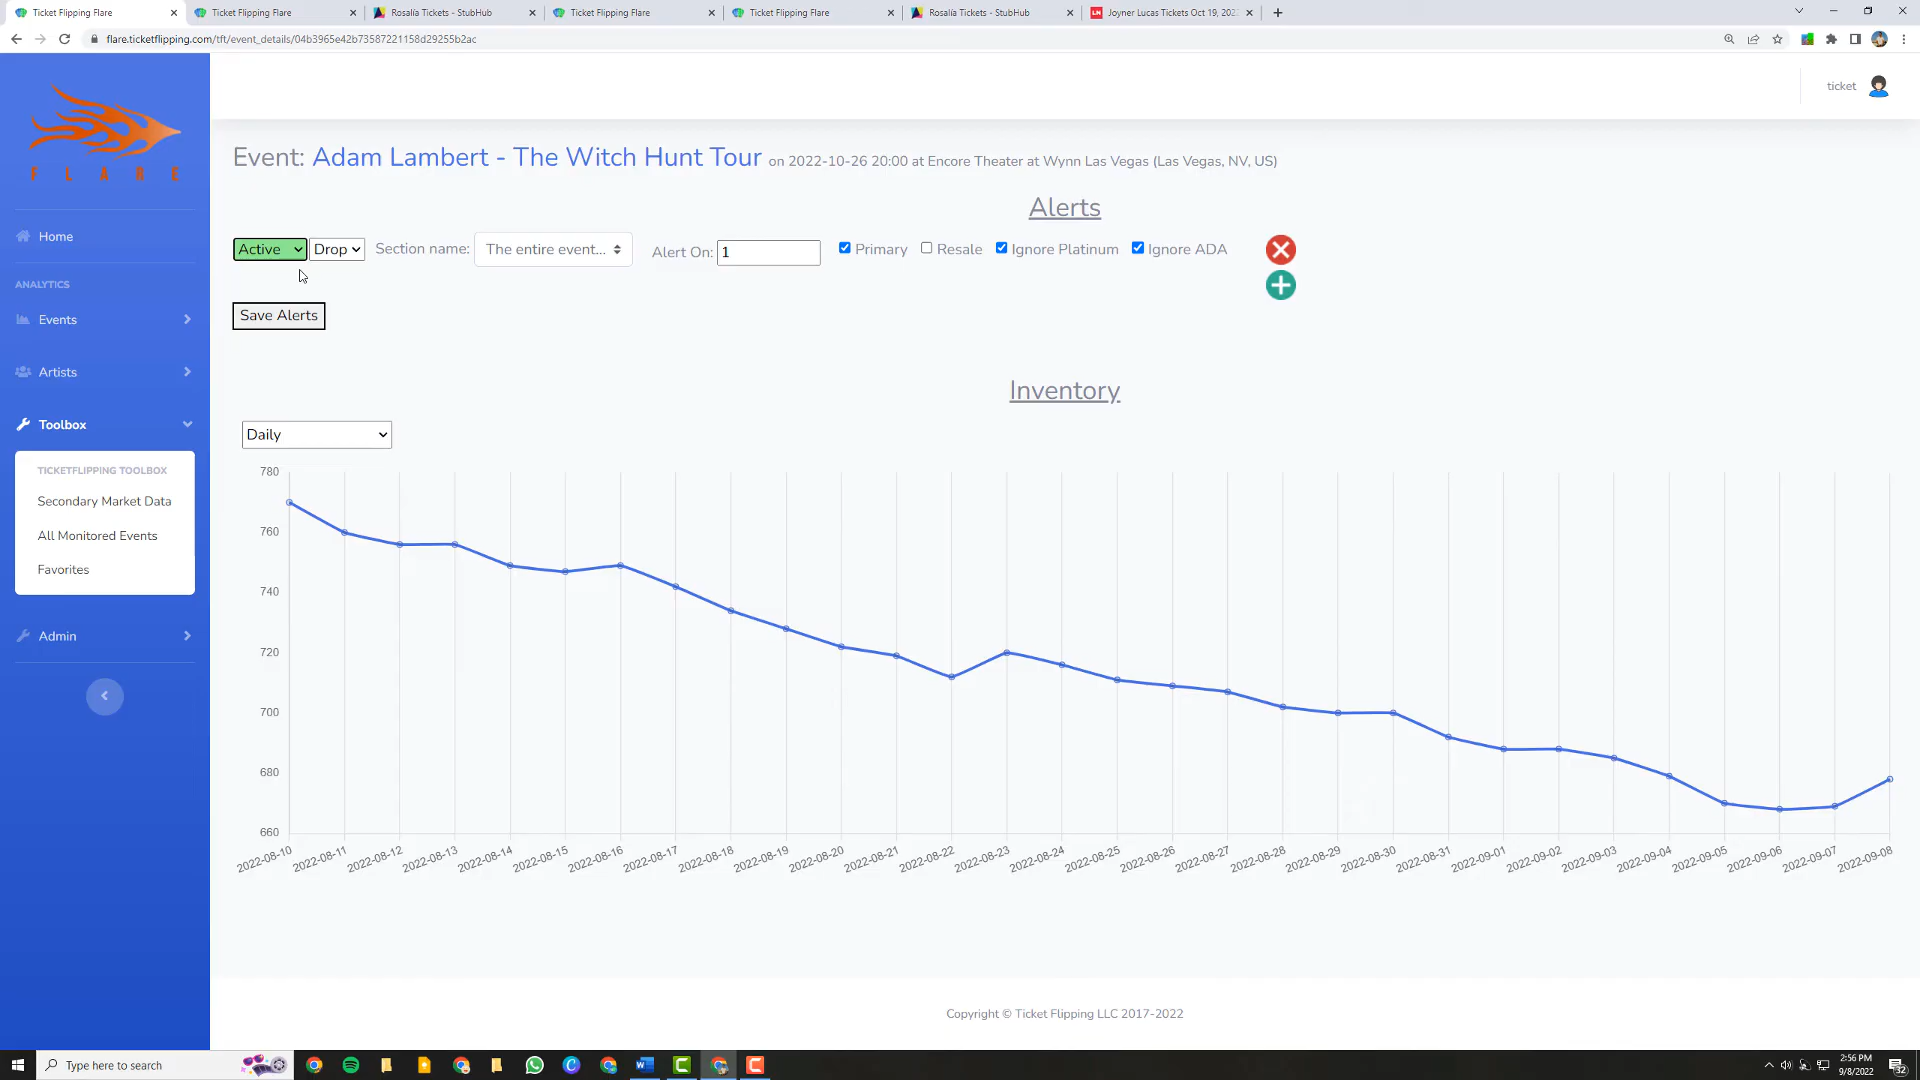 Ticket Flipping Flare
Ticket Flipping Flare
Rosalía Tickets - StubHub
Ticket Flipping Flare
Ticket Flipping Flare
Rosalía Tickets - StubHub
LN Joyner Lucas Tickets Oct 19, 202
flare.ticketflipping.com/tft/event_details/04b3965e42b73587221158d29255b2ac
ticket
FLARE
Home
ANALYTICS
Events
Artists
Toolbox
TICKETFLIPPING TOOLBOX
Secondary Market Data
All Monitored Events
Favorites
Admin
Event: Adam Lambert - The Witch Hunt Tour on 2022-10-26 20:00 at Encore Theater at Wynn Las Vegas (Las Vegas, NV, US)
Alerts
Active Drop Section name: The entire event... Alert On: 1 Primary Resale Ignore Platinum Ignore ADA
Save Alerts
Inventory
Daily
780
760
740
720
700
680
660
2022-08-10 2022-08-11 2022-08-12 2022-08-13 2022-08-14 2022-08-15 2022-08-16 2022-08-17 2022-08-18 2022-08-19 2022-08-20 2022-08-21 2022-08-22 2022-08-23 2022-08-24 2022-08-25 2022-08-26 2022-08-27 2022-08-28 2022-08-29 2022-08-30 2022-08-31 2022-09-01 2022-09-02 2022-09-03 2022-09-04 2022-09-05 2022-09-06 2022-09-07 2022-09-08
Copyright © Ticket Flipping LLC 2017-2022
Type here to search
2:56 PM
9/8/2022
32